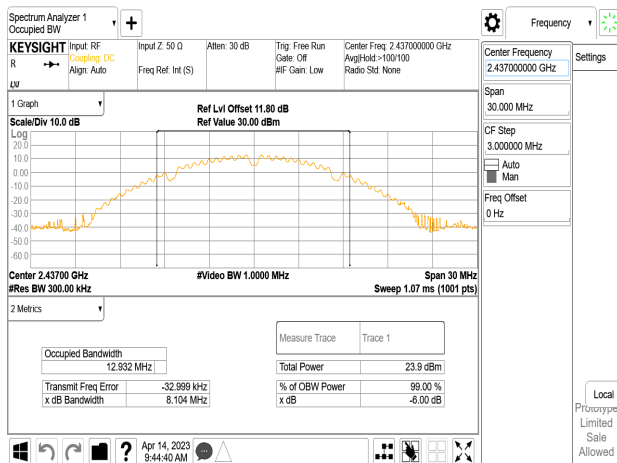 Spectrum Analyzer 1
Occupied BW
+
Frequency
KEYSIGHT
R
Input: RF
Coupling: DC
Align: Auto
Input Z: 50 Ω
Freq Ref: Int (S)
Atten: 30 dB
Trig: Free Run
Gate: Off
#IF Gain: Low
Center Freq: 2.437000000 GHz
Avg|Hold:>100/100
Radio Std: None
LXI
Center Frequency
2.437000000 GHz
Settings
Span
30.000 MHz
CF Step
3.000000 MHz
Auto
Man
Freq Offset
0 Hz
1 Graph
Scale/Div 10.0 dB
Ref Lvl Offset 11.80 dB
Ref Value 30.00 dBm
Log
20.0
10.0
0.00
-10.0
-20.0
-30.0
-40.0
-50.0
-60.0
Center 2.43700 GHz
#Video BW 1.0000 MHz
Span 30 MHz
#Res BW 300.00 kHz
Sweep 1.07 ms (1001 pts)
2 Metrics
Measure Trace
Trace 1
Occupied Bandwidth
12.932 MHz
Total Power
23.9 dBm
Transmit Freq Error
-32.999 kHz
% of OBW Power
99.00 %
x dB Bandwidth
8.104 MHz
x dB
-6.00 dB
Local
Prototype
Limited
Sale
Allowed
?
Apr 14, 2023
9:44:40 AM